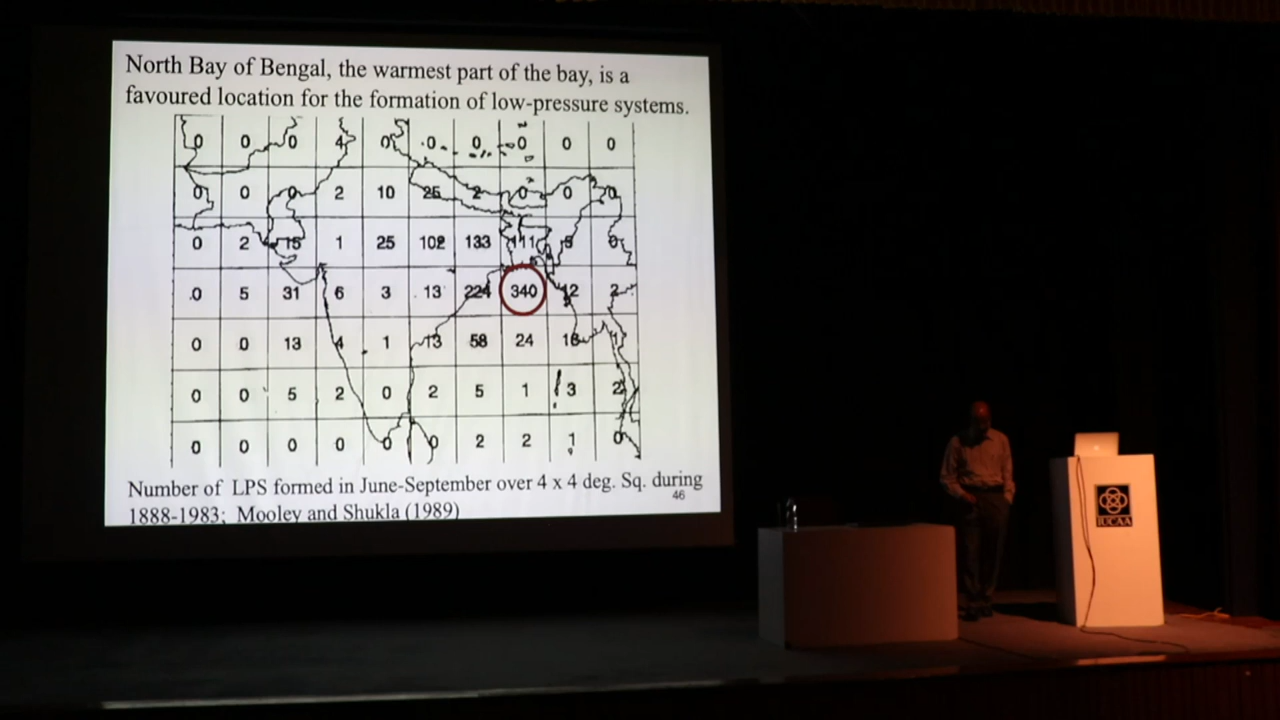 North Bay of Bengal, the warmest part of the bay, is a
favoured location for the formation of low-pressure systems.
0 0 0 4 0 0 0 0 0 0
0 0 0 2 10 25 2 0 0 0
0 2 15 1 25 102 133 111 5 0
0 5 31 6 3 13 224 340 12 2
0 0 13 4 1 13 58 24 16 1
0 0 5 2 0 2 5 1 3 2
0 0 0 0 0 0 2 2 1 0
Number of LPS formed in June-September over 4 x 4 deg. Sq. during
46
1888-1983; Mooley and Shukla (1989)
IUCAA